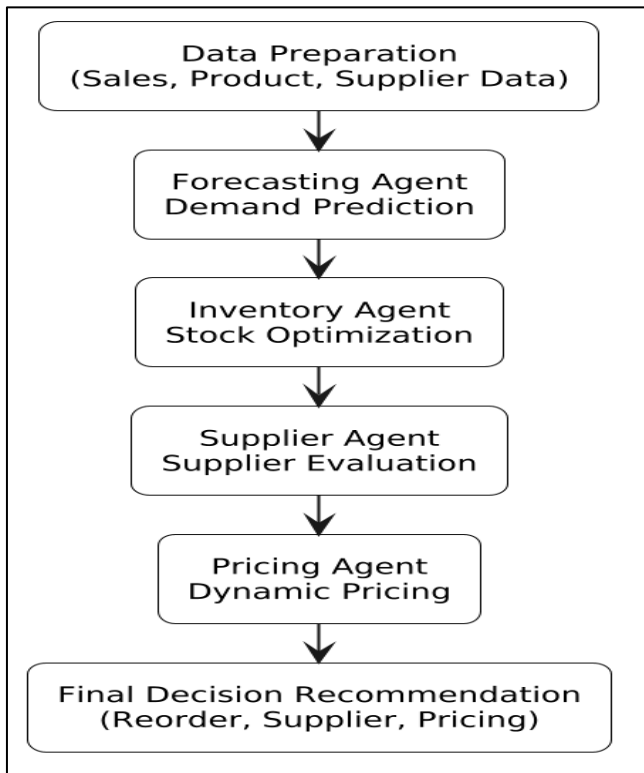 Data Preparation
(Sales, Product, Supplier Data)
Forecasting Agent
Demand Prediction
Inventory Agent
Stock Optimization
Supplier Agent
Supplier Evaluation
Pricing Agent
Dynamic Pricing
Final Decision Recommendation
(Reorder, Supplier, Pricing)